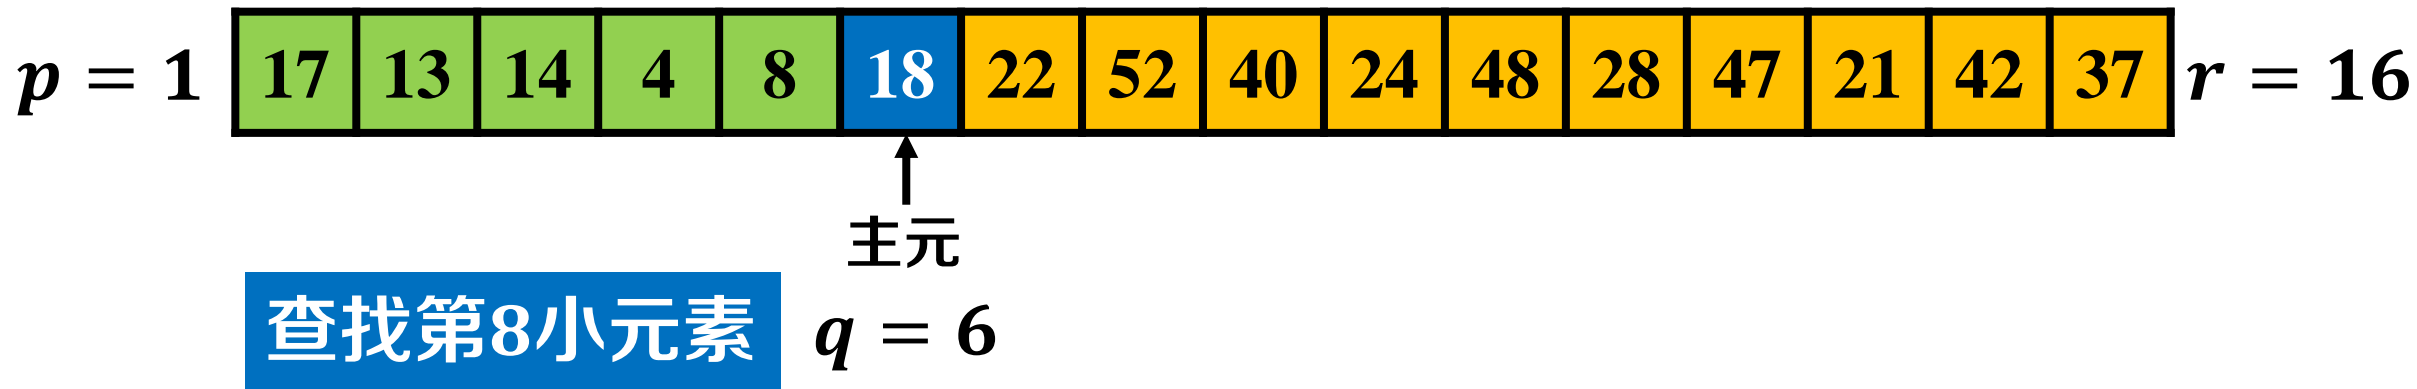 p = 1 17 13 14 4 8 18 22 52 40 24 48 28 47 21 42 37 r = 16
主元
查找第8小元素 q = 6